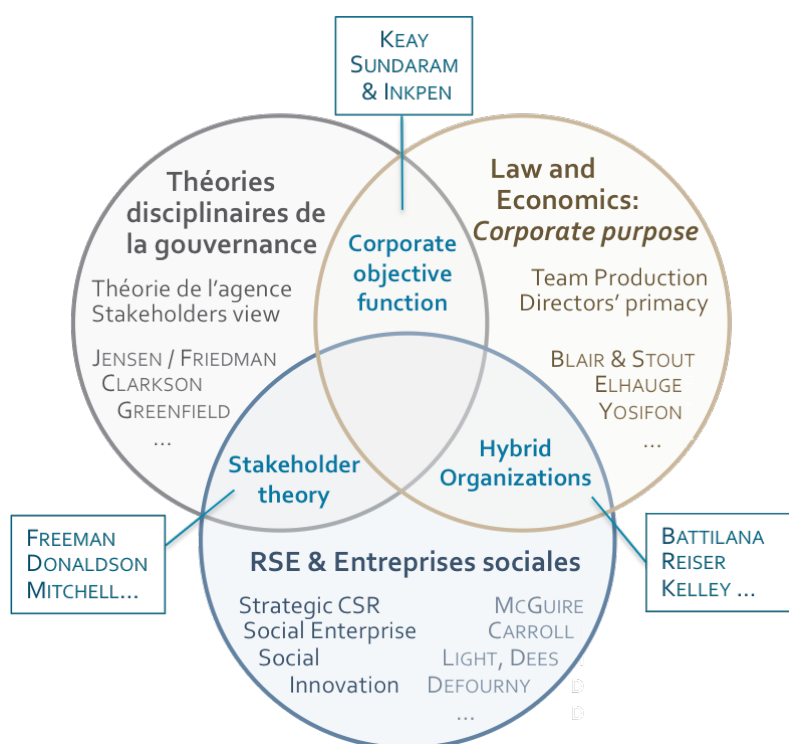 KEAY
SUNDARAM
& INKPEN
Théories
disciplinaires de
la gouvernance
Théorie de l'agence
Stakeholders view
JENSEN / FRIEDMAN
CLARKSON
GREENFIELD
...
Corporate
objective
function
Law and
Economics:
Corporate purpose
Team Production
Directors' primacy
BLAIR & STOUT
ELHAUGE
YOSIFON
...
Stakeholder
theory
Hybrid
Organizations
FREEMAN
DONALDSON
MITCHELL...
BATTILANA
REISER
KELLEY ...
RSE & Entreprises sociales
Strategic CSR MCGUIRE
Social Enterprise CARROLL
Social LIGHT, DEES
Innovation DEFOURNY
...